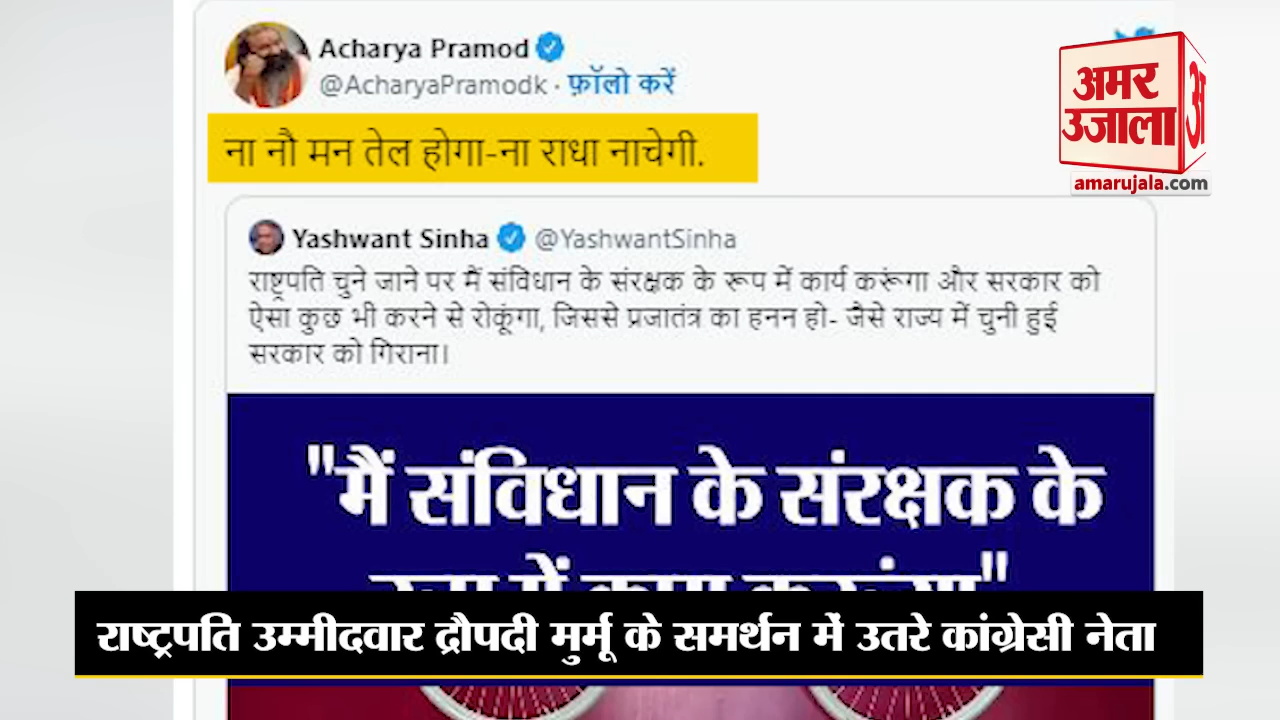 Acharya Pramod
@AcharyaPramodk · फ़ॉलो करें
ना नौ मन तेल होगा-ना राधा नाचेगी.
अमर
उजाला
अ
amarujala.com
Yashwant Sinha @YashwantSinha
राष्ट्रपति चुने जाने पर मैं संविधान के संरक्षक के रूप में कार्य करूंगा और सरकार को
ऐसा कुछ भी करने से रोकूंगा, जिससे प्रजातंत्र का हनन हो- जैसे राज्य में चुनी हुई
सरकार को गिराना।
"मैं संविधान के संरक्षक के
राष्ट्रपति उम्मीदवार द्रौपदी मुर्मू के समर्थन में उतरे कांग्रेसी नेता